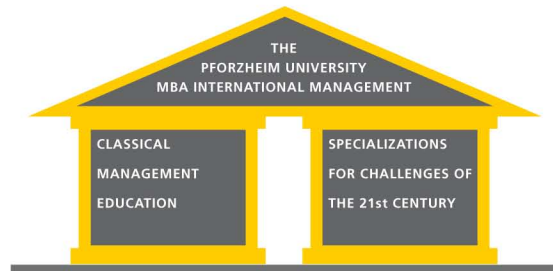 THE
PFORZHEIM UNIVERSITY
MBA INTERNATIONAL MANAGEMENT
CLASSICAL
MANAGEMENT
EDUCATION
SPECIALIZATIONS
FOR CHALLENGES OF
THE 21st CENTURY